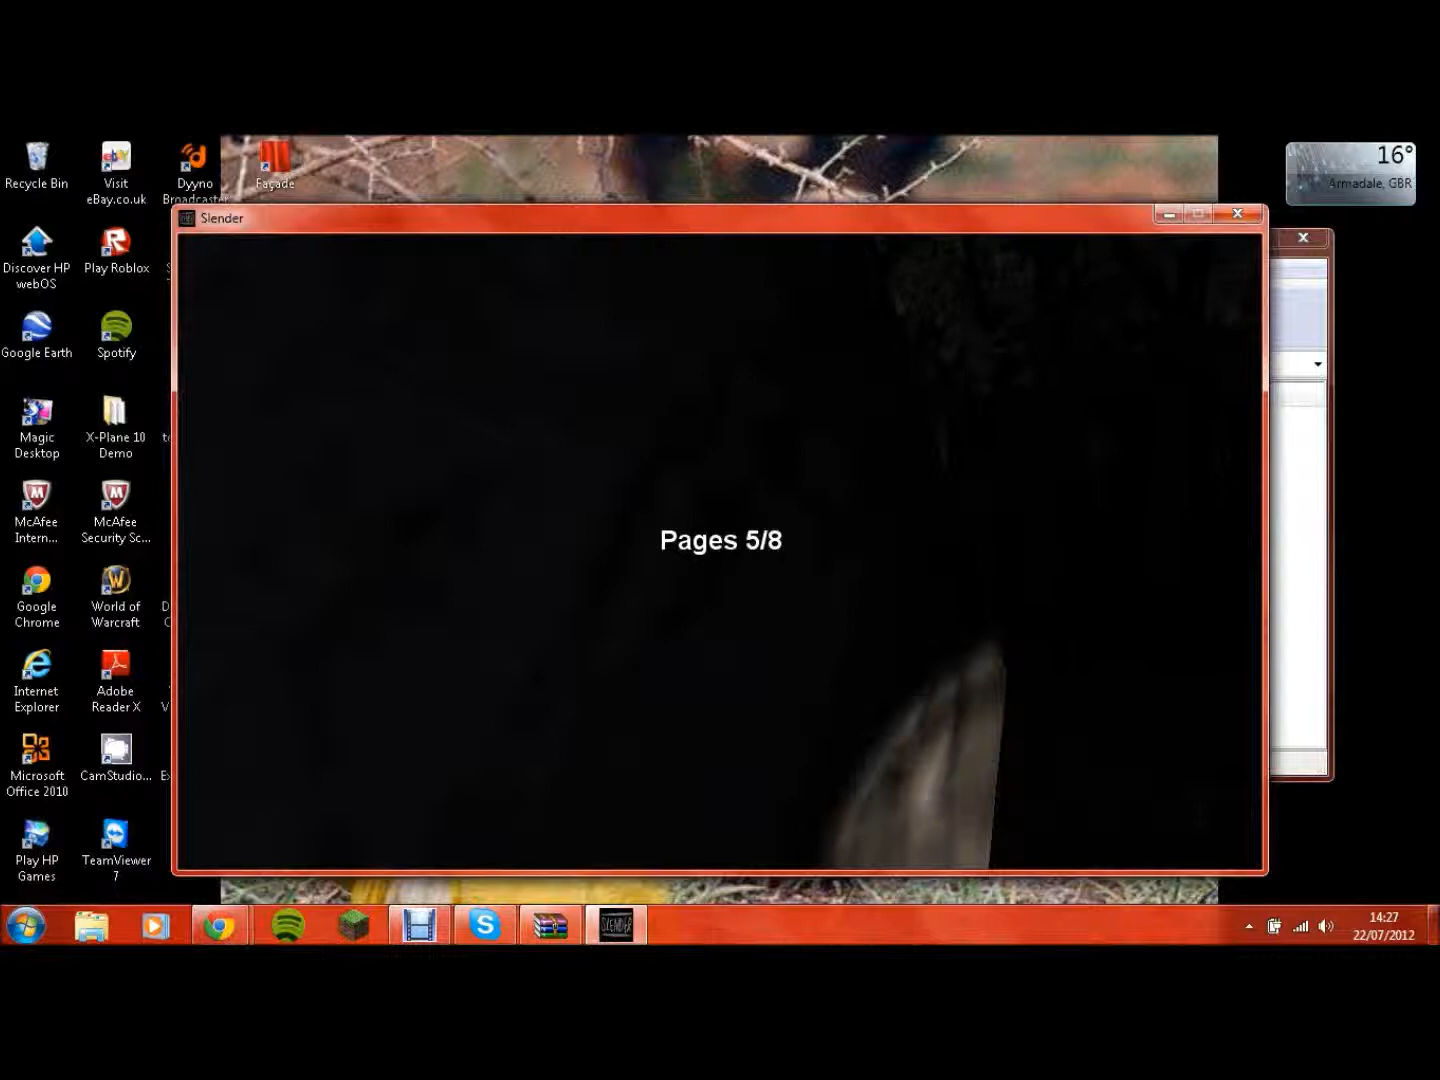 Recycle Bin
Visit
eBay.co.uk
Dyyno
Broadcaster
Façade
16°
Armadale, GBR
Slender
Discover HP
webOS
Play Roblox
Google Earth
Spotify
Magic
Desktop
X-Plane 10
Demo
McAfee
Intern...
McAfee
Security Sc...
Pages 5/8
Google
Chrome
World of
Warcraft
Internet
Explorer
Adobe
Reader X
Microsoft
Office 2010
CamStudio...
Play HP
Games
TeamViewer
7
SLENDER
14:27
22/07/2012